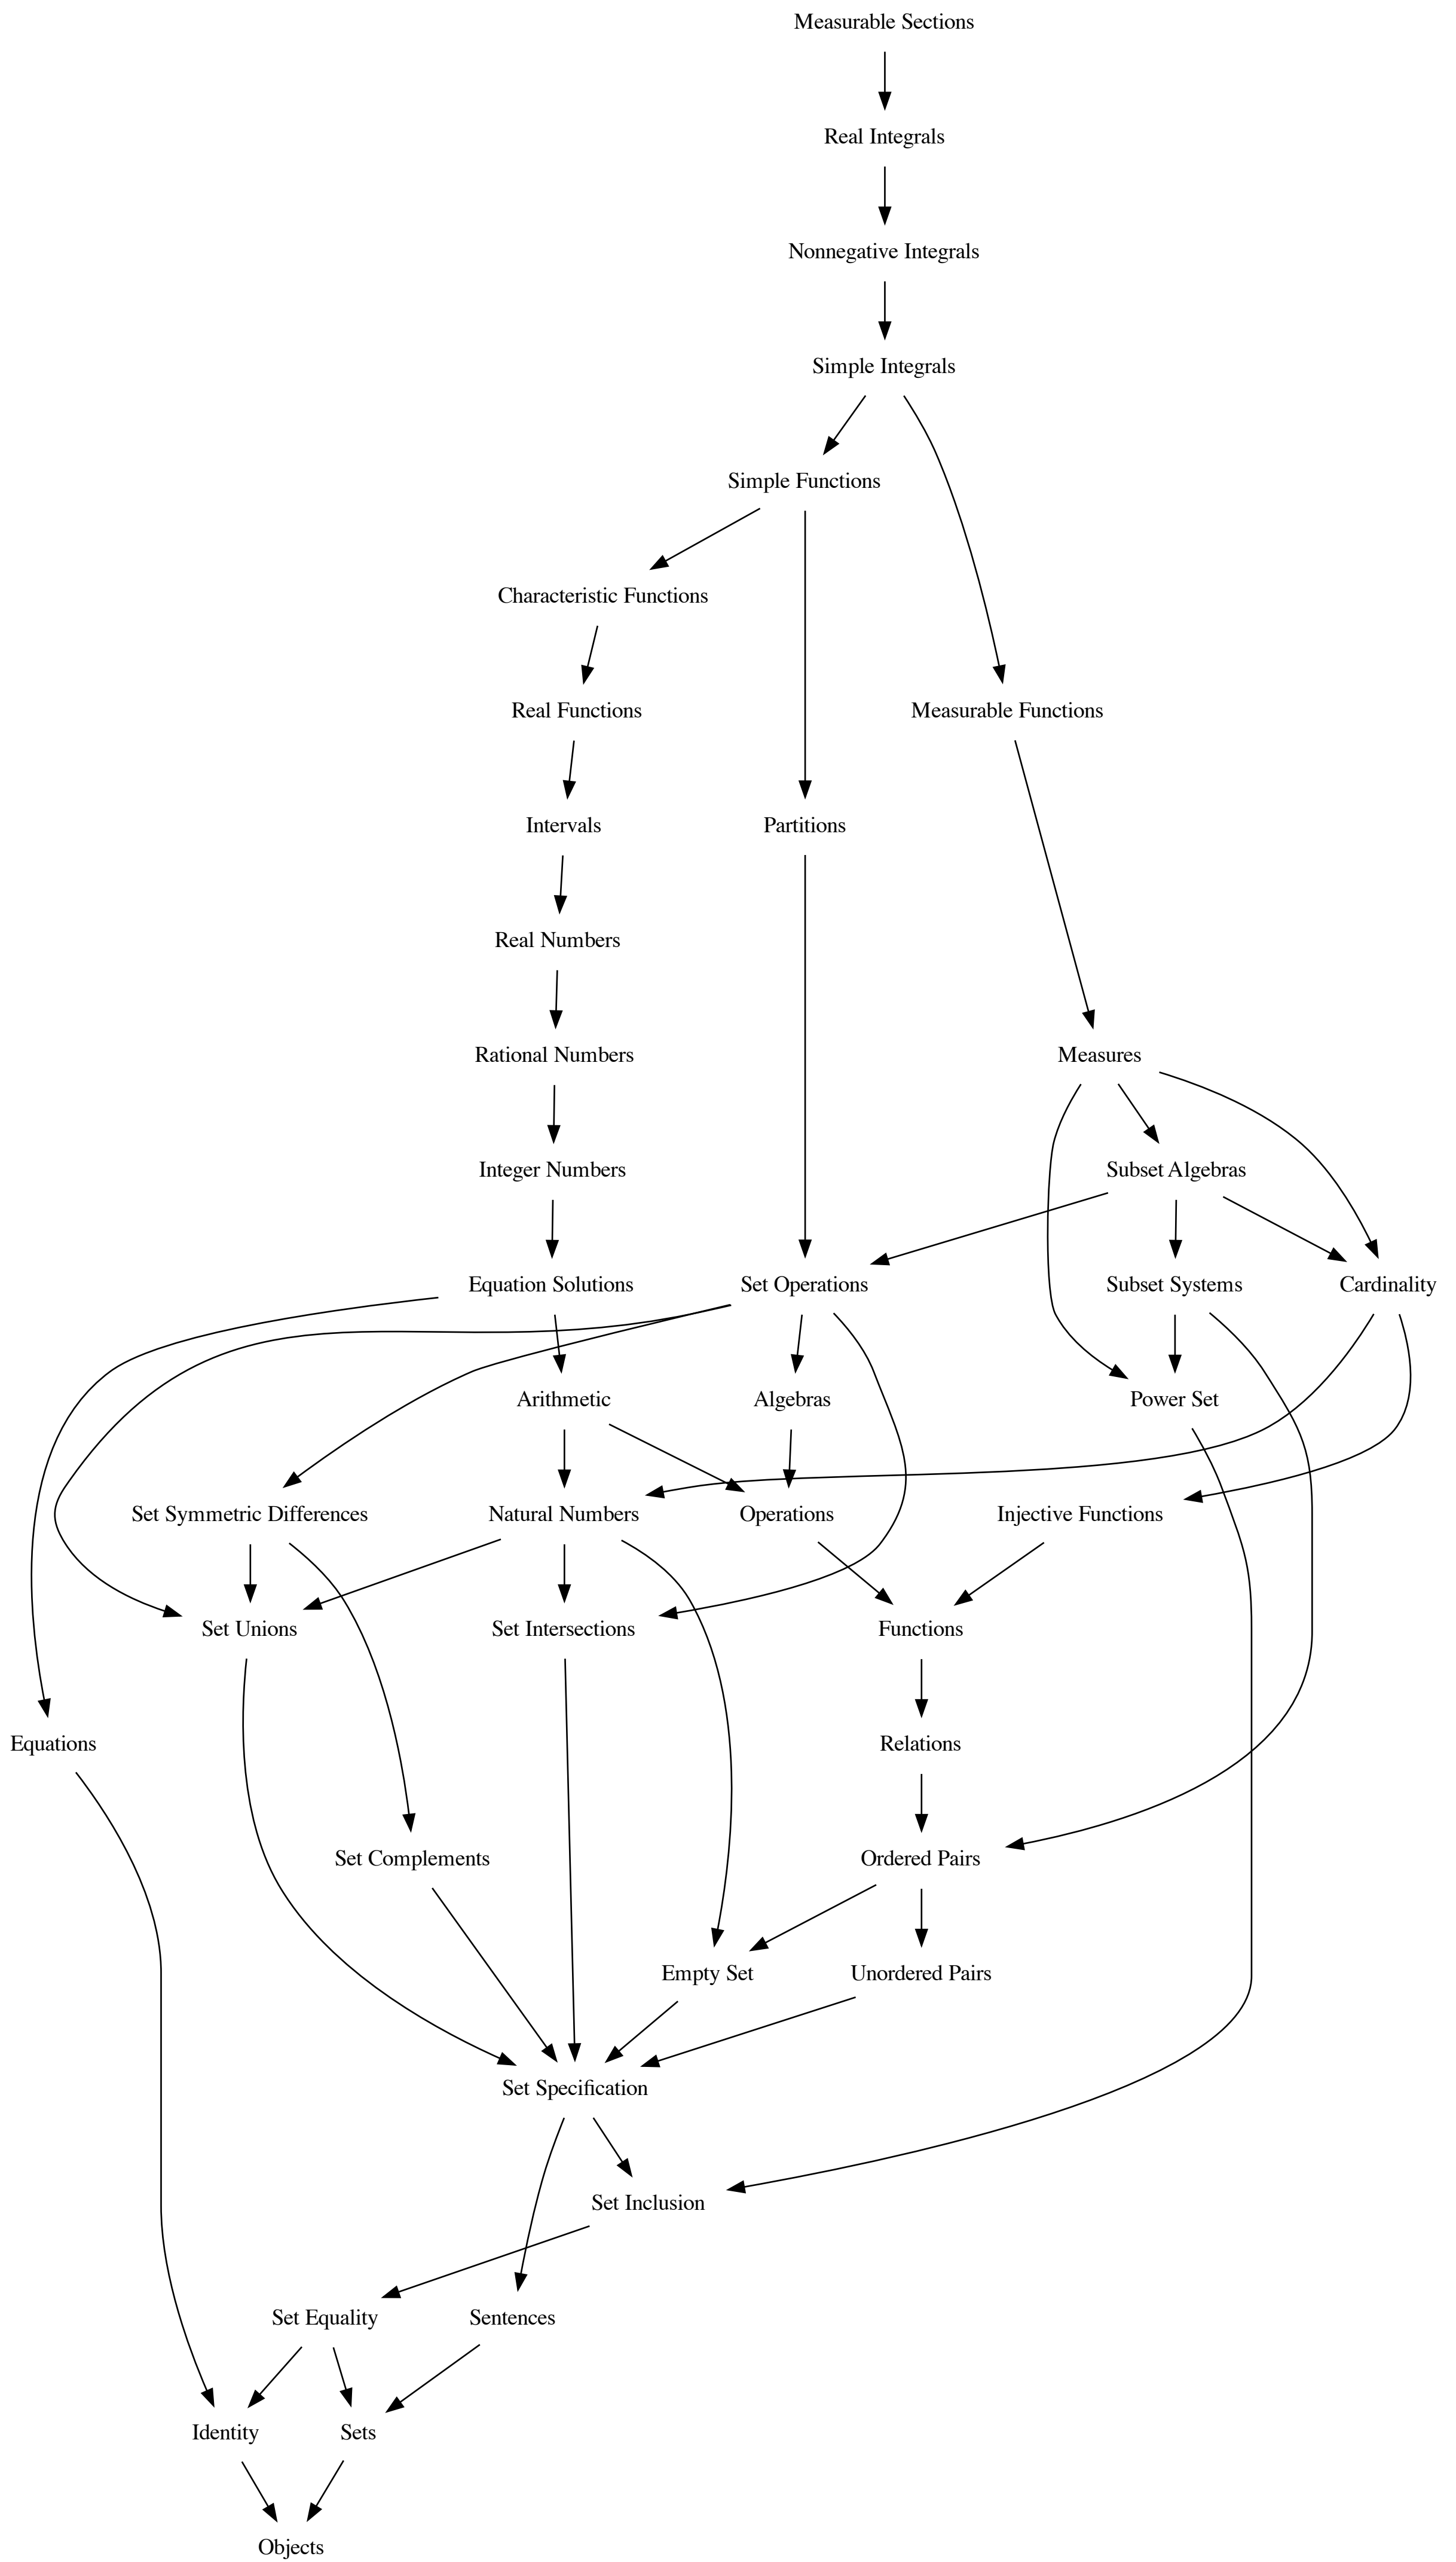 Measurable Sections
Real Integrals
Nonnegative Integrals
Simple Integrals
Simple Functions
Characteristic Functions
Real Functions
Measurable Functions
Intervals
Partitions
Real Numbers
Rational Numbers
Measures
Integer Numbers
Subset Algebras
Equation Solutions
Set Operations
Subset Systems
Cardinality
Arithmetic
Algebras
Power Set
Set Symmetric Differences
Natural Numbers
Operations
Injective Functions
Set Unions
Set Intersections
Functions
Equations
Relations
Set Complements
Ordered Pairs
Empty Set
Unordered Pairs
Set Specification
Set Inclusion
Set Equality
Sentences
Identity
Sets
Objects